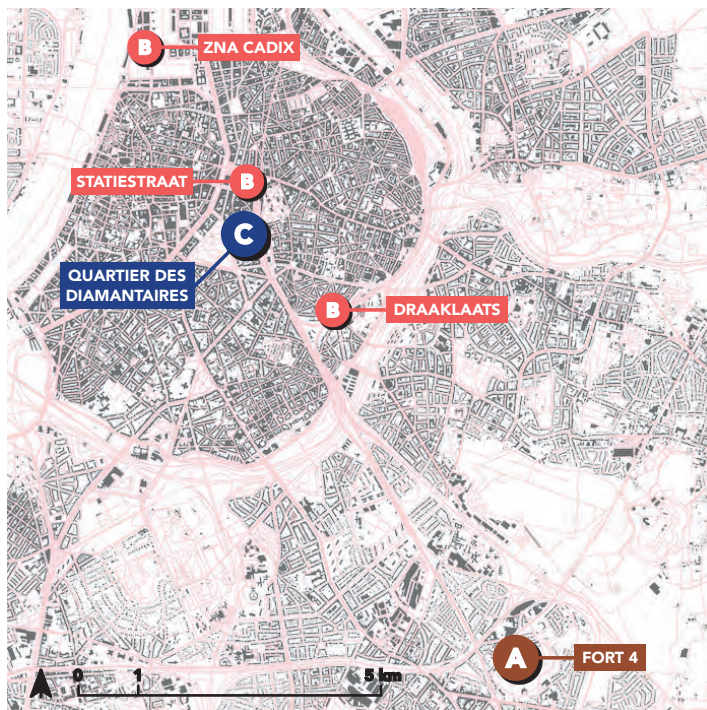 B
ZNA CADIX
STATIESTRAAT
B
C
QUARTIER DES
DIAMANTAIRES
B
DRAAKLAATS
A
FORT 4
0 1 5 km